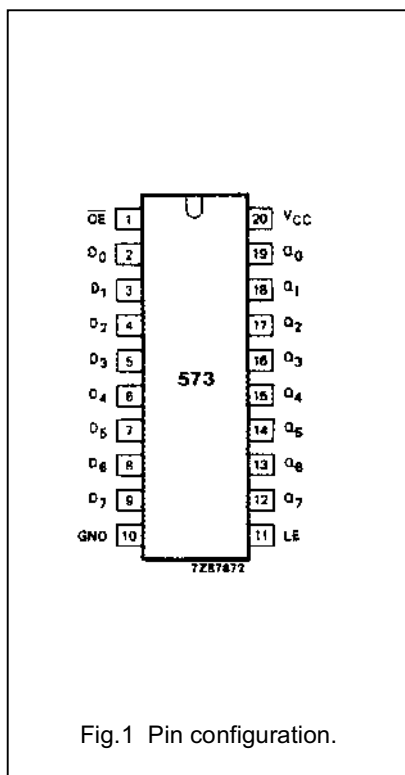 OE 1 20 VCC
D0 2 19 Q0
D1 3 18 Q1
D2 4 17 Q2
D3 5 16 Q3
573
D4 6 15 Q4
D5 7 14 Q5
D6 8 13 Q6
D7 9 12 Q7
GND 10 11 LE
7Z87872
Fig.1 Pin configuration.